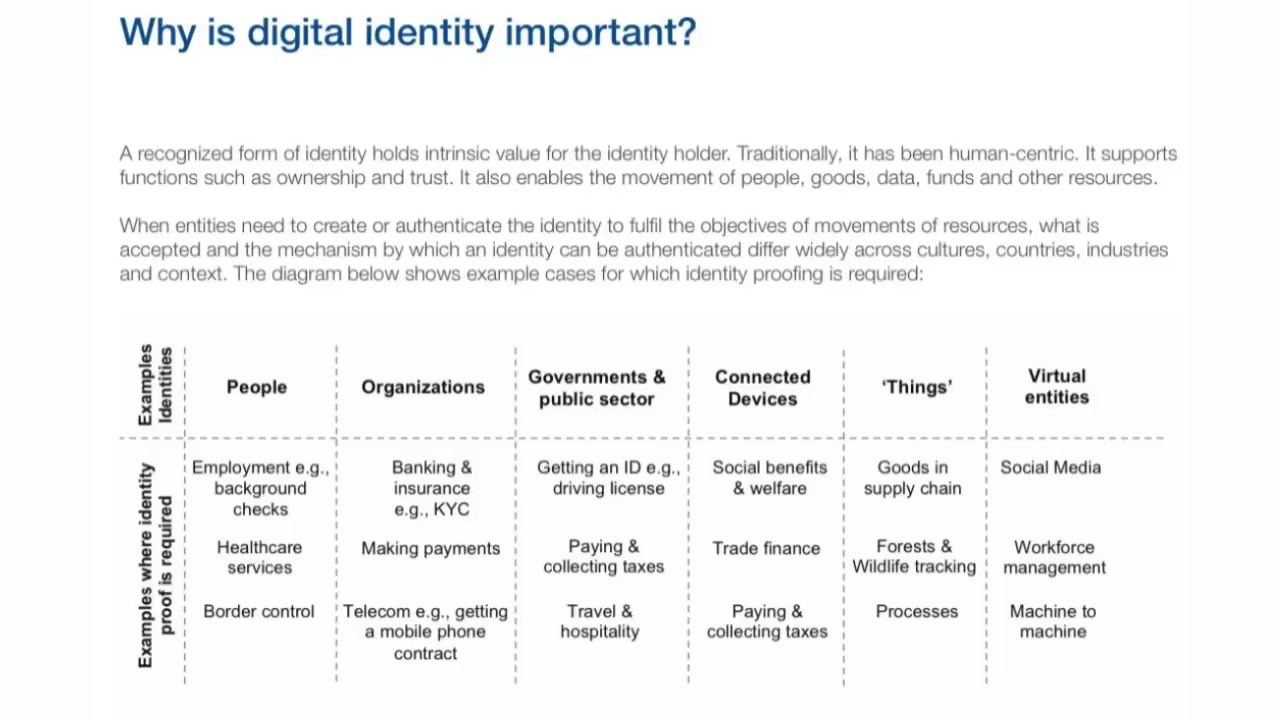 Why is digital identity important?
A recognized form of identity holds intrinsic value for the identity holder. Traditionally, it has been human-centric. It supports
functions such as ownership and trust. It also enables the movement of people, goods, data, funds and other resources.
When entities need to create or authenticate the identity to fulfil the objectives of movements of resources, what is
accepted and the mechanism by which an identity can be authenticated differ widely across cultures, countries, industries
and context. The diagram below shows example cases for which identity proofing is required:
Examples
Identities
People
Organizations
Governments &
public sector
Connected
Devices
‘Things’
Virtual
entities
Examples where identity
proof is required
Employment e.g.,
background
checks
Banking &
insurance
e.g., KYC
Getting an ID e.g.,
driving license
Social benefits
& welfare
Goods in
supply chain
Social Media
Healthcare
services
Making payments
Paying &
collecting taxes
Trade finance
Forests &
Wildlife tracking
Workforce
management
Border control
Telecom e.g., getting
a mobile phone
contract
Travel &
hospitality
Paying &
collecting taxes
Processes
Machine to
machine